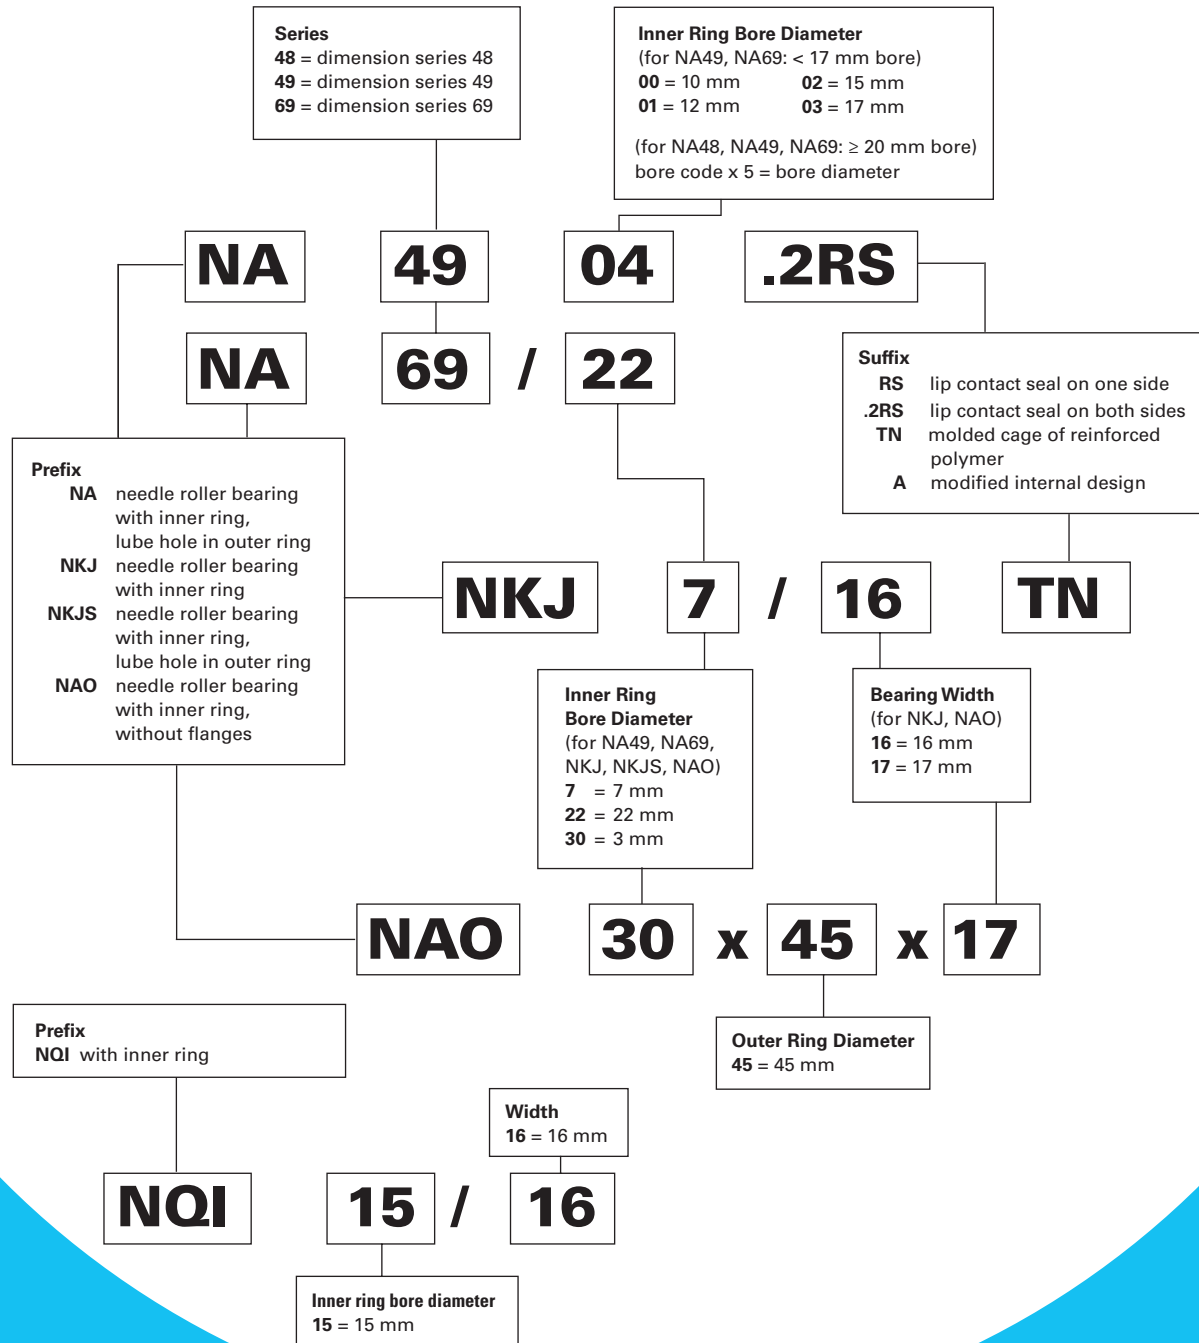 Series
48 = dimension series 48
49 = dimension series 49
69 = dimension series 69
Inner Ring Bore Diameter
(for NA49, NA69: < 17 mm bore)
00 = 10 mm 02 = 15 mm
01 = 12 mm 03 = 17 mm
(for NA48, NA49, NA69: ≥ 20 mm bore)
bore code x 5 = bore diameter
NA 49 04 .2RS
NA 69 / 22
Suffix
RS lip contact seal on one side
.2RS lip contact seal on both sides
TN molded cage of reinforced
polymer
A modified internal design
Prefix
NA needle roller bearing
with inner ring,
lube hole in outer ring
NKJ needle roller bearing
with inner ring
NKJS needle roller bearing
with inner ring,
lube hole in outer ring
NAO needle roller bearing
with inner ring,
without flanges
NKJ 7 / 16 TN
Inner Ring
Bore Diameter
(for NA49, NA69,
NKJ, NKJS, NAO)
7 = 7 mm
22 = 22 mm
30 = 3 mm
Bearing Width
(for NKJ, NAO)
16 = 16 mm
17 = 17 mm
NAO 30 x 45 x 17
Outer Ring Diameter
45 = 45 mm
Prefix
NQI with inner ring
Width
16 = 16 mm
NQI 15 / 16
Inner ring bore diameter
15 = 15 mm